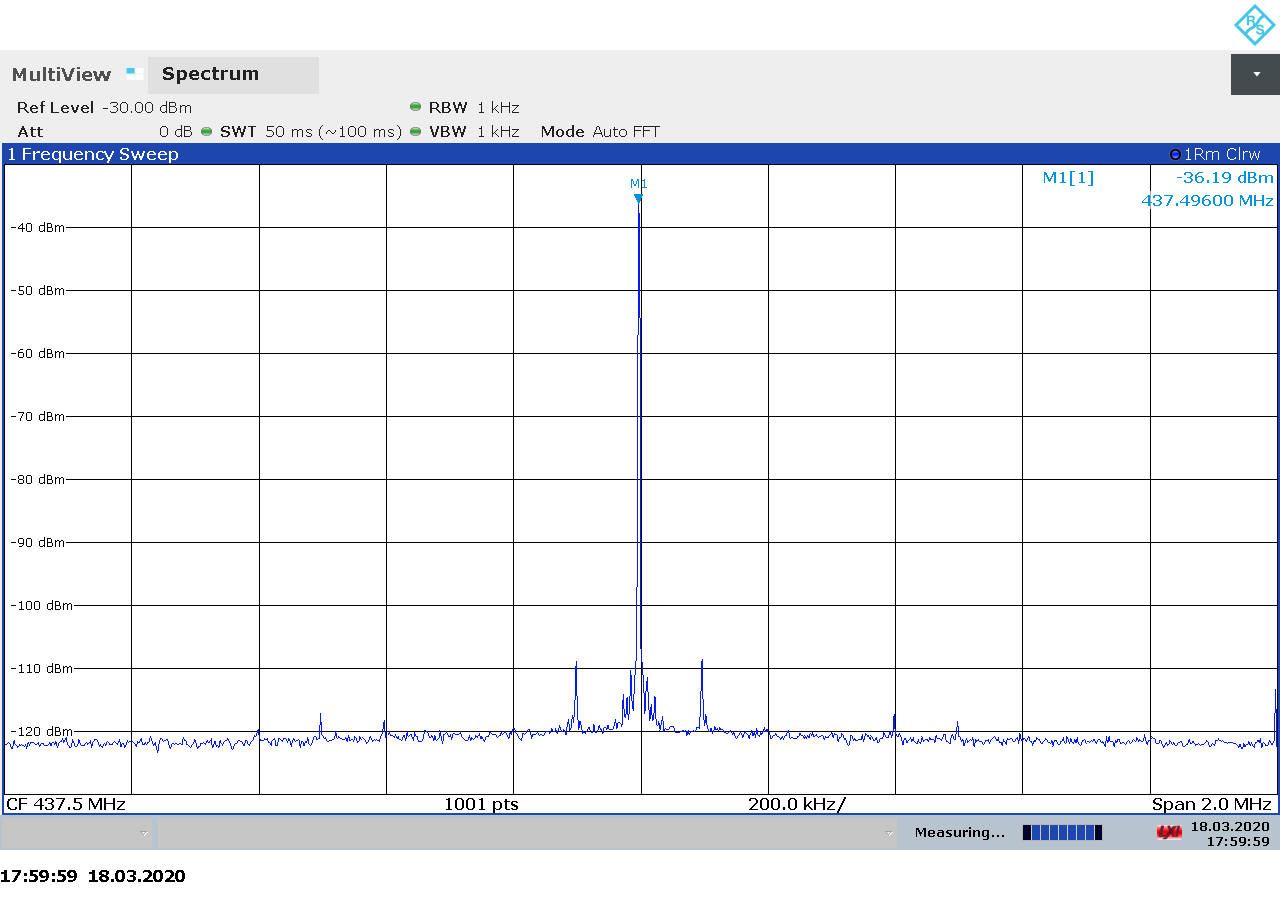 R S
MultiView Spectrum
Ref Level -30.00 dBm RBW 1 kHz
Att 0 dB SWT 50 ms (~100 ms) VBW 1 kHz Mode Auto FFT
1 Frequency Sweep 1Rm Clrw
M1 M1[1] -36.19 dBm
437.49600 MHz
-40 dBm
-50 dBm
-60 dBm
-70 dBm
-80 dBm
-90 dBm
-100 dBm
-110 dBm
-120 dBm
CF 437.5 MHz 1001 pts 200.0 kHz/ Span 2.0 MHz
Measuring... LXI 18.03.2020
17:59:59
17:59:59 18.03.2020